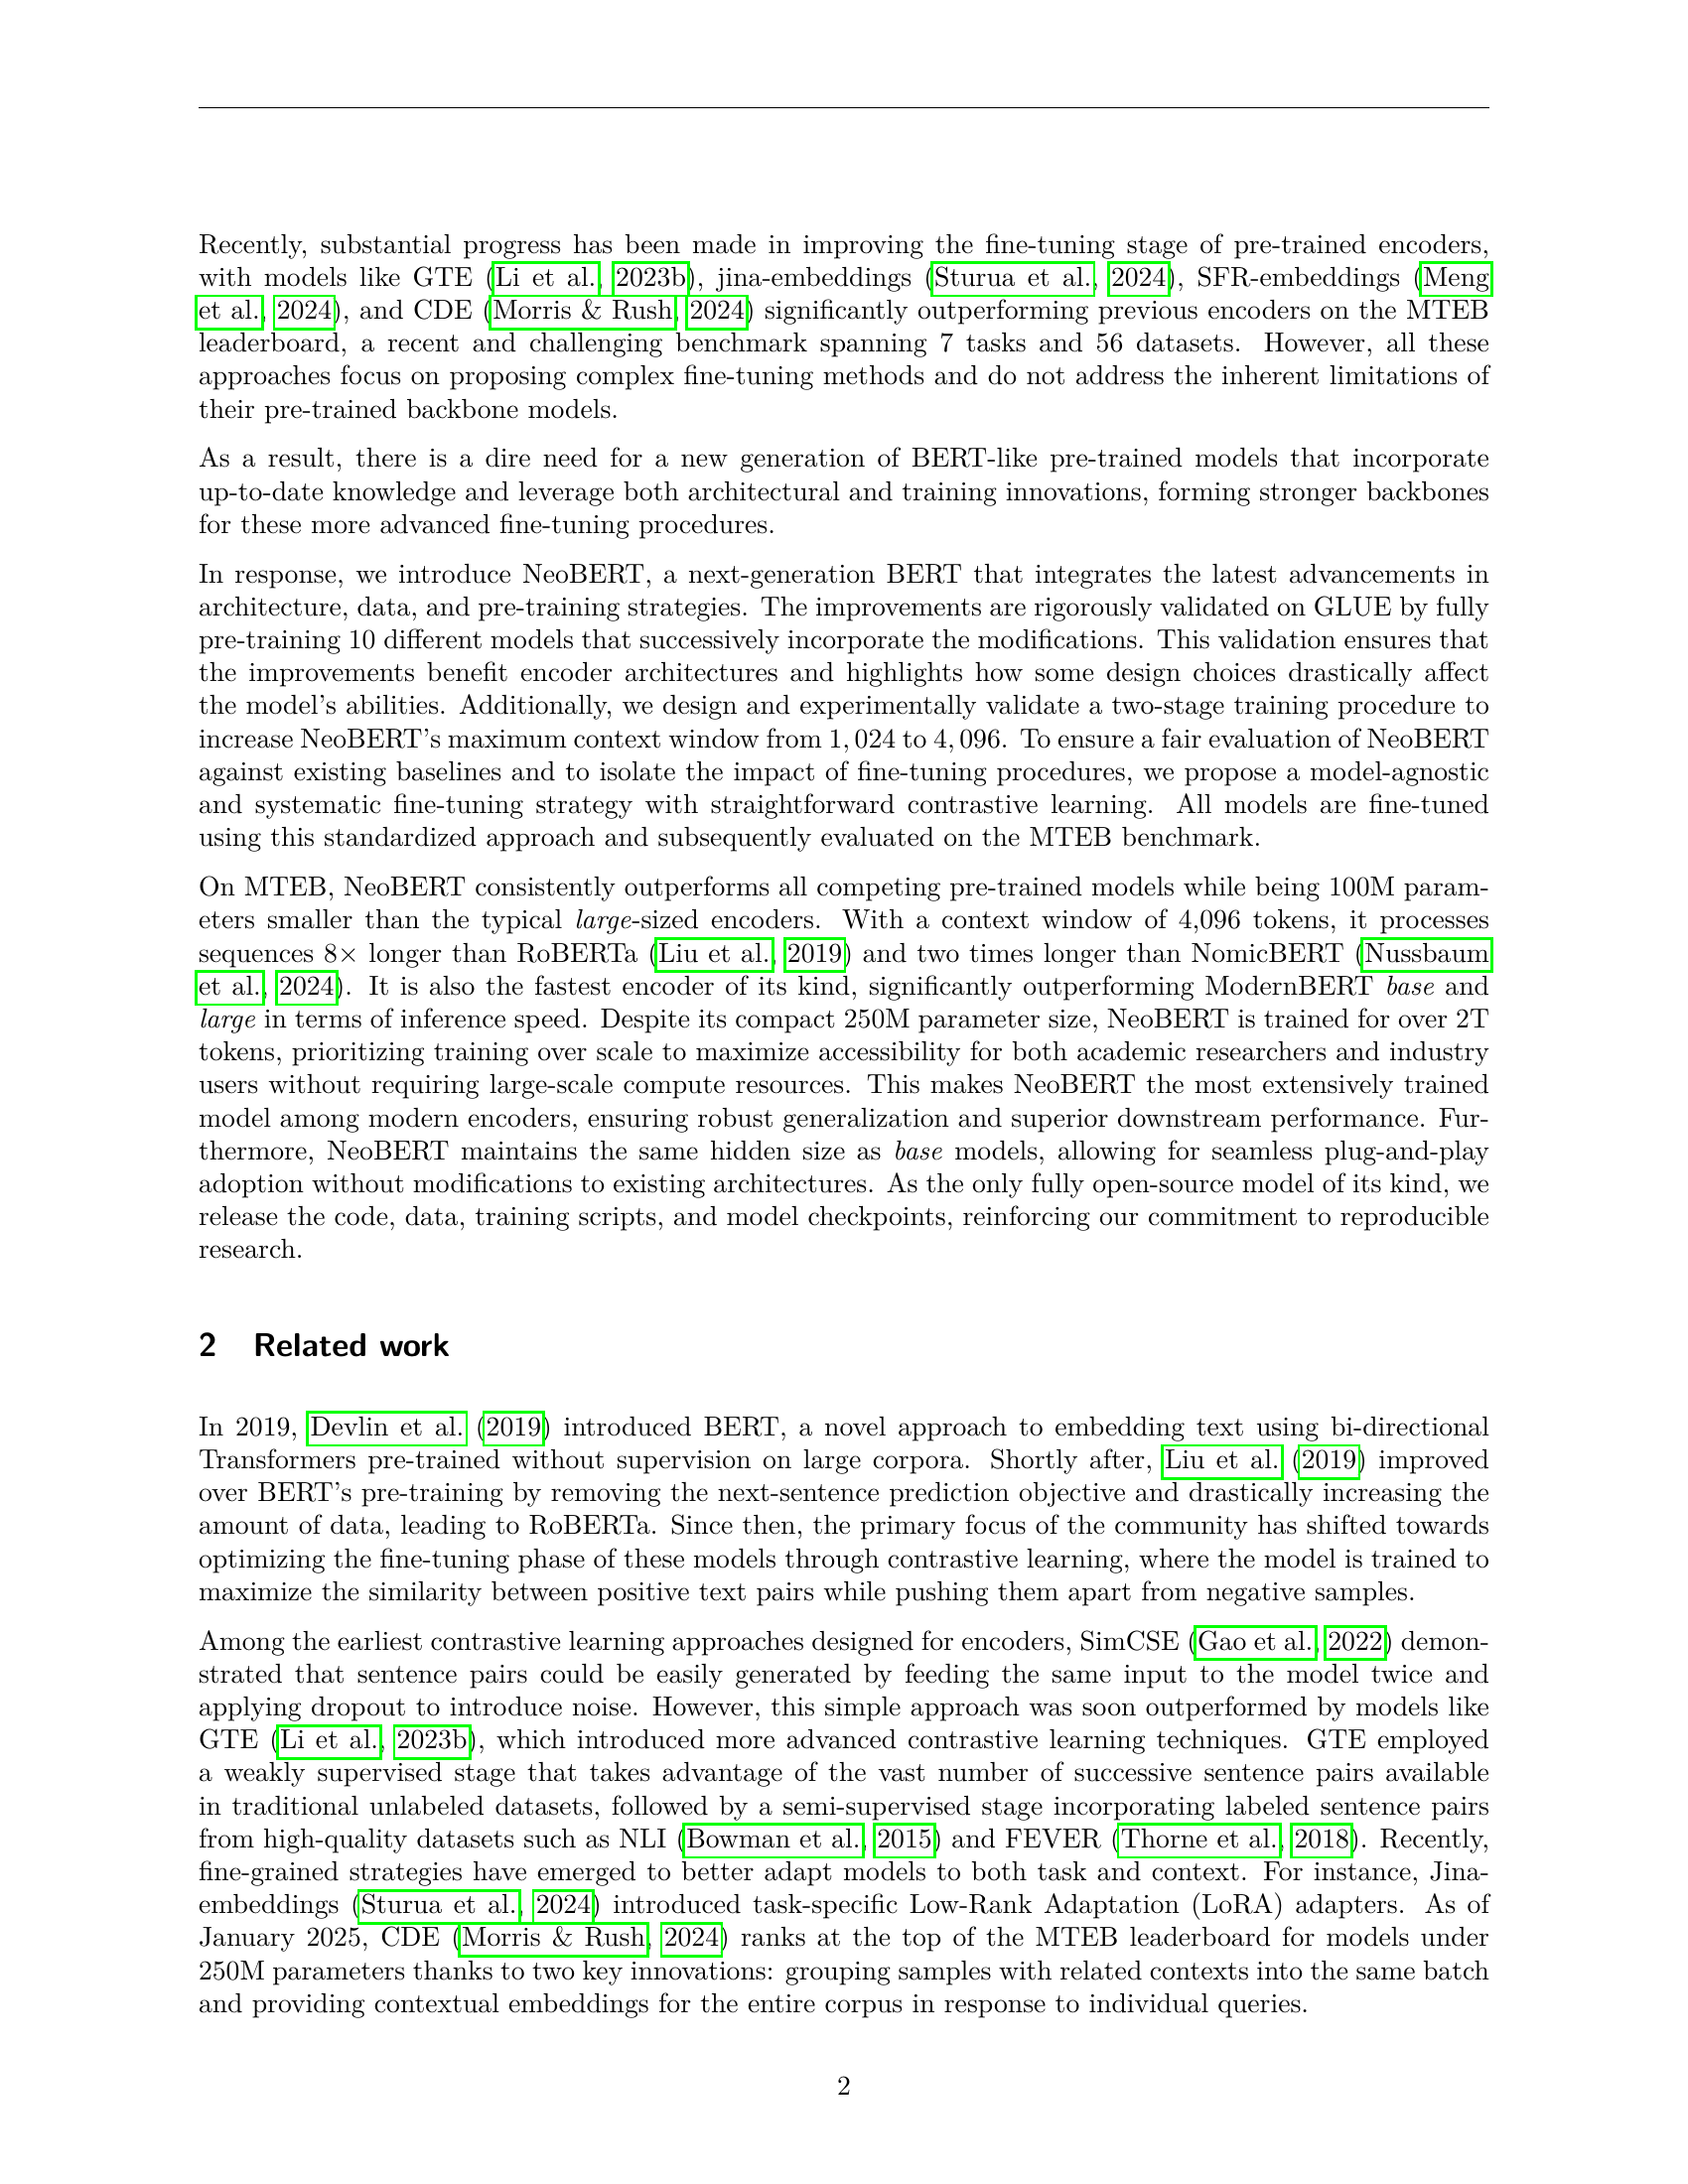 Recently, substantial progress has been made in improving the fine-tuning stage of pre-trained encoders,
with models like GTE (Li et al., 2023b), jina-embeddings (Sturua et al., 2024), SFR-embeddings (Meng
et al., 2024), and CDE (Morris & Rush, 2024) significantly outperforming previous encoders on the MTEB
leaderboard, a recent and challenging benchmark spanning 7 tasks and 56 datasets. However, all these
approaches focus on proposing complex fine-tuning methods and do not address the inherent limitations of
their pre-trained backbone models.
As a result, there is a dire need for a new generation of BERT-like pre-trained models that incorporate
up-to-date knowledge and leverage both architectural and training innovations, forming stronger backbones
for these more advanced fine-tuning procedures.
In response, we introduce NeoBERT, a next-generation BERT that integrates the latest advancements in
architecture, data, and pre-training strategies. The improvements are rigorously validated on GLUE by fully
pre-training 10 different models that successively incorporate the modifications. This validation ensures that
the improvements benefit encoder architectures and highlights how some design choices drastically affect
the model's abilities. Additionally, we design and experimentally validate a two-stage training procedure to
increase NeoBERT's maximum context window from 1, 024 to 4, 096. To ensure a fair evaluation of NeoBERT
against existing baselines and to isolate the impact of fine-tuning procedures, we propose a model-agnostic
and systematic fine-tuning strategy with straightforward contrastive learning. All models are fine-tuned
using this standardized approach and subsequently evaluated on the MTEB benchmark.
On MTEB, NeoBERT consistently outperforms all competing pre-trained models while being 100M param-
eters smaller than the typical large-sized encoders. With a context window of 4,096 tokens, it processes
sequences 8× longer than RoBERTa (Liu et al., 2019) and two times longer than NomicBERT (Nussbaum
et al., 2024). It is also the fastest encoder of its kind, significantly outperforming ModernBERT base and
large in terms of inference speed. Despite its compact 250M parameter size, NeoBERT is trained for over 2T
tokens, prioritizing training over scale to maximize accessibility for both academic researchers and industry
users without requiring large-scale compute resources. This makes NeoBERT the most extensively trained
model among modern encoders, ensuring robust generalization and superior downstream performance. Fur-
thermore, NeoBERT maintains the same hidden size as base models, allowing for seamless plug-and-play
adoption without modifications to existing architectures. As the only fully open-source model of its kind, we
release the code, data, training scripts, and model checkpoints, reinforcing our commitment to reproducible
research.
2 Related work
In 2019, Devlin et al. (2019) introduced BERT, a novel approach to embedding text using bi-directional
Transformers pre-trained without supervision on large corpora. Shortly after, Liu et al. (2019) improved
over BERT's pre-training by removing the next-sentence prediction objective and drastically increasing the
amount of data, leading to RoBERTa. Since then, the primary focus of the community has shifted towards
optimizing the fine-tuning phase of these models through contrastive learning, where the model is trained to
maximize the similarity between positive text pairs while pushing them apart from negative samples.
Among the earliest contrastive learning approaches designed for encoders, SimCSE (Gao et al., 2022) demon-
strated that sentence pairs could be easily generated by feeding the same input to the model twice and
applying dropout to introduce noise. However, this simple approach was soon outperformed by models like
GTE (Li et al., 2023b), which introduced more advanced contrastive learning techniques. GTE employed
a weakly supervised stage that takes advantage of the vast number of successive sentence pairs available
in traditional unlabeled datasets, followed by a semi-supervised stage incorporating labeled sentence pairs
from high-quality datasets such as NLI (Bowman et al., 2015) and FEVER (Thorne et al., 2018). Recently,
fine-grained strategies have emerged to better adapt models to both task and context. For instance, Jina-
embeddings (Sturua et al., 2024) introduced task-specific Low-Rank Adaptation (LoRA) adapters. As of
January 2025, CDE (Morris & Rush, 2024) ranks at the top of the MTEB leaderboard for models under
250M parameters thanks to two key innovations: grouping samples with related contexts into the same batch
and providing contextual embeddings for the entire corpus in response to individual queries.
2